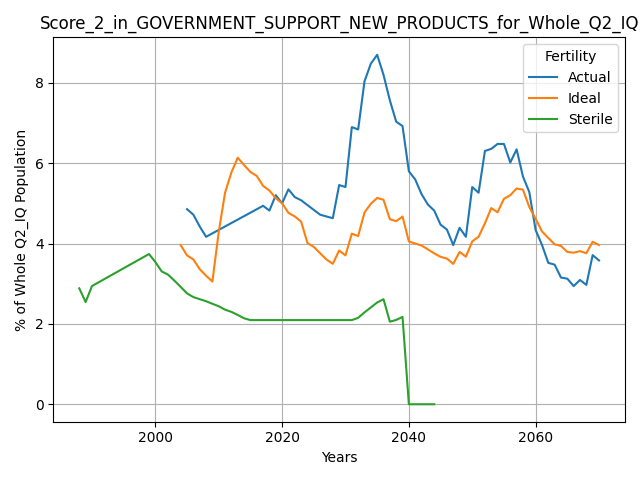 Score_2_in_GOVERNMENT_SUPPORT_NEW_PRODUCTS_for_Whole_Q2_IQ
Fertility
Actual
Ideal
Sterile
% of Whole Q2_IQ Population
8
6
4
2
0
2000 2020 2040 2060
Years